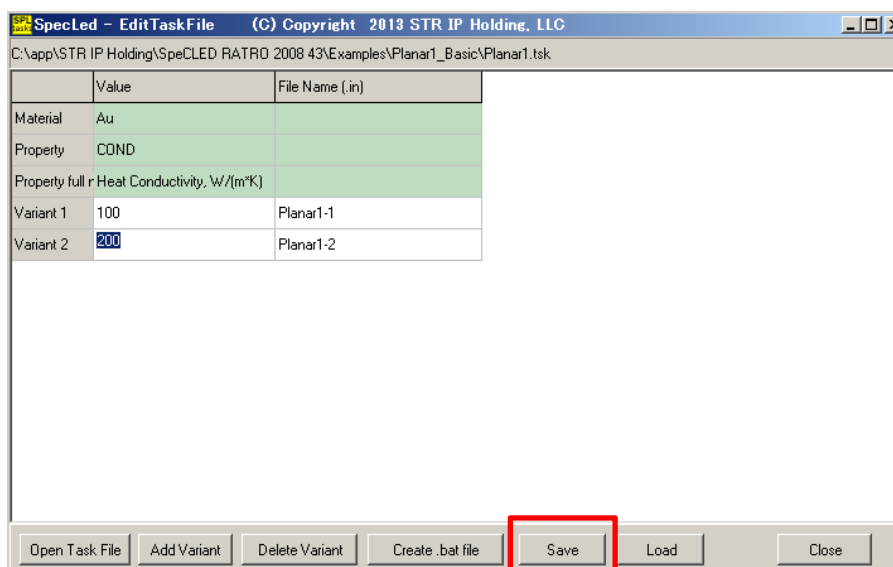 SPL
task
SpecLed - EditTaskFile (C) Copyright 2013 STR IP Holding, LLC
C:\app\STR IP Holding\SpeCLED RATRO 2008 43\Examples\Planar1_Basic\Planar1.tsk
Value File Name (.in)
Material Au
Property COND
Property full r Heat Conductivity, W/(m*K)
Variant 1 100 Planar1-1
Variant 2 200 Planar1-2
Open Task File Add Variant Delete Variant Create .bat file Save Load Close